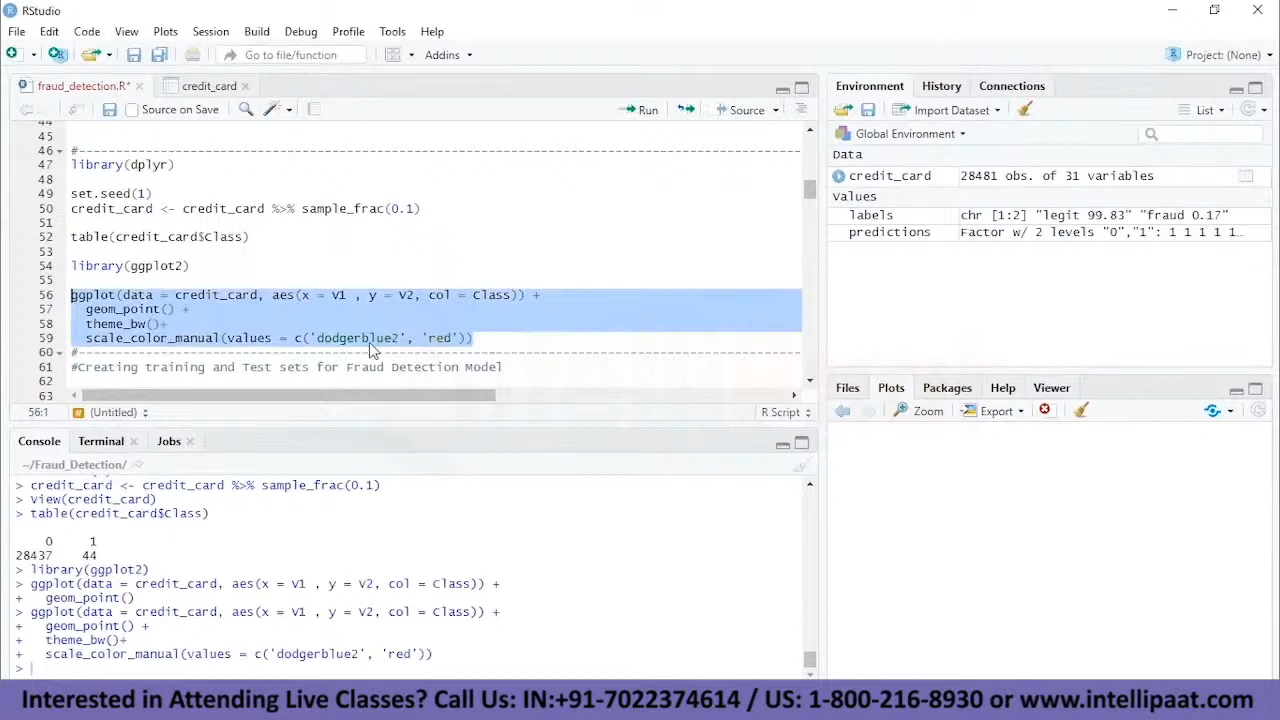 RStudio
File Edit Code View Plots Session Build Debug Profile Tools Help
Go to file/function Addins Project: (None)
fraud_detection.R* credit_card
Source on Save Run Source
44
45
46 #--------------------------------------------------------------------------------
47 library(dplyr)
48
49 set.seed(1)
50 credit_card <- credit_card %>% sample_frac(0.1)
51
52 table(credit_card$Class)
53
54 library(ggplot2)
55
56 ggplot(data = credit_card, aes(x = V1 , y = V2, col = Class)) +
57 geom_point() +
58 theme_bw()+
59 scale_color_manual(values = c('dodgerblue2', 'red'))
60 #--------------------------------------------------------------------------------
61 #Creating training and Test sets for Fraud Detection Model
62
63
56:1 (Untitled) R Script
Console Terminal Jobs
~/Fraud_Detection/
> credit_card <- credit_card %>% sample_frac(0.1)
> View(credit_card)
> table(credit_card$Class)
0 1
28437 44
> library(ggplot2)
> ggplot(data = credit_card, aes(x = V1 , y = V2, col = Class)) +
+ geom_point()
> ggplot(data = credit_card, aes(x = V1 , y = V2, col = Class)) +
+ geom_point() +
+ theme_bw()+
+ scale_color_manual(values = c('dodgerblue2', 'red'))
>
Environment History Connections
Import Dataset List
Global Environment
Data
credit_card 28481 obs. of 31 variables
Values
labels chr [1:2] "legit 99.83" "fraud 0.17"
predictions Factor w/ 2 levels "0","1": 1 1 1 1 1…
Files Plots Packages Help Viewer
Zoom Export
Interested in Attending Live Classes? Call Us: IN:+91-7022374614 / US: 1-800-216-8930 or www.intellipaat.com